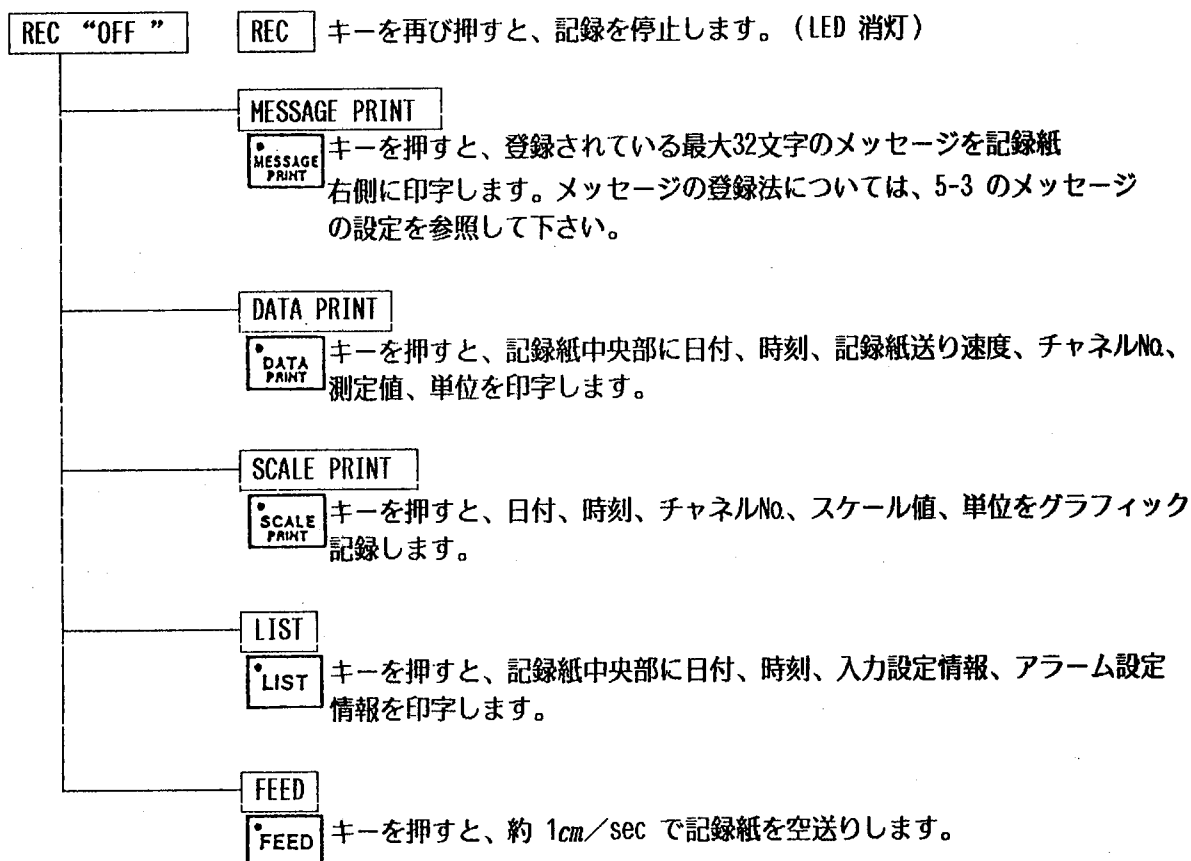 REC “OFF ” REC キーを再び押すと、記録を停止します。(LED 消灯)
MESSAGE PRINT
MESSAGE PRINT キーを押すと、登録されている最大32文字のメッセージを記録紙
右側に印字します。メッセージの登録法については、5-3 のメッセージ
の設定を参照して下さい。
DATA PRINT
DATA PRINT キーを押すと、記録紙中央部に日付、時刻、記録紙送り速度、チャネルNo.、
測定値、単位を印字します。
SCALE PRINT
SCALE PRINT キーを押すと、日付、時刻、チャネルNo.、スケール値、単位をグラフィック
記録します。
LIST
LIST キーを押すと、記録紙中央部に日付、時刻、入力設定情報、アラーム設定
情報を印字します。
FEED
FEED キーを押すと、約 1cm/sec で記録紙を空送りします。